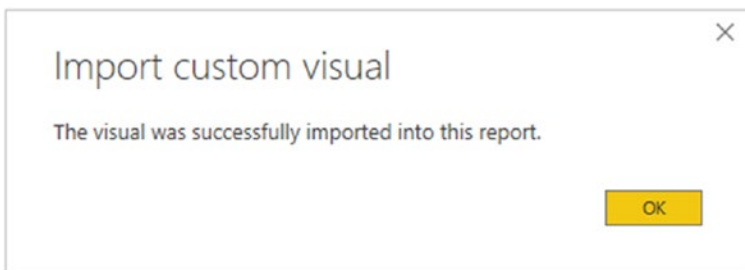 Import custom visual
The visual was successfully imported into this report.
OK